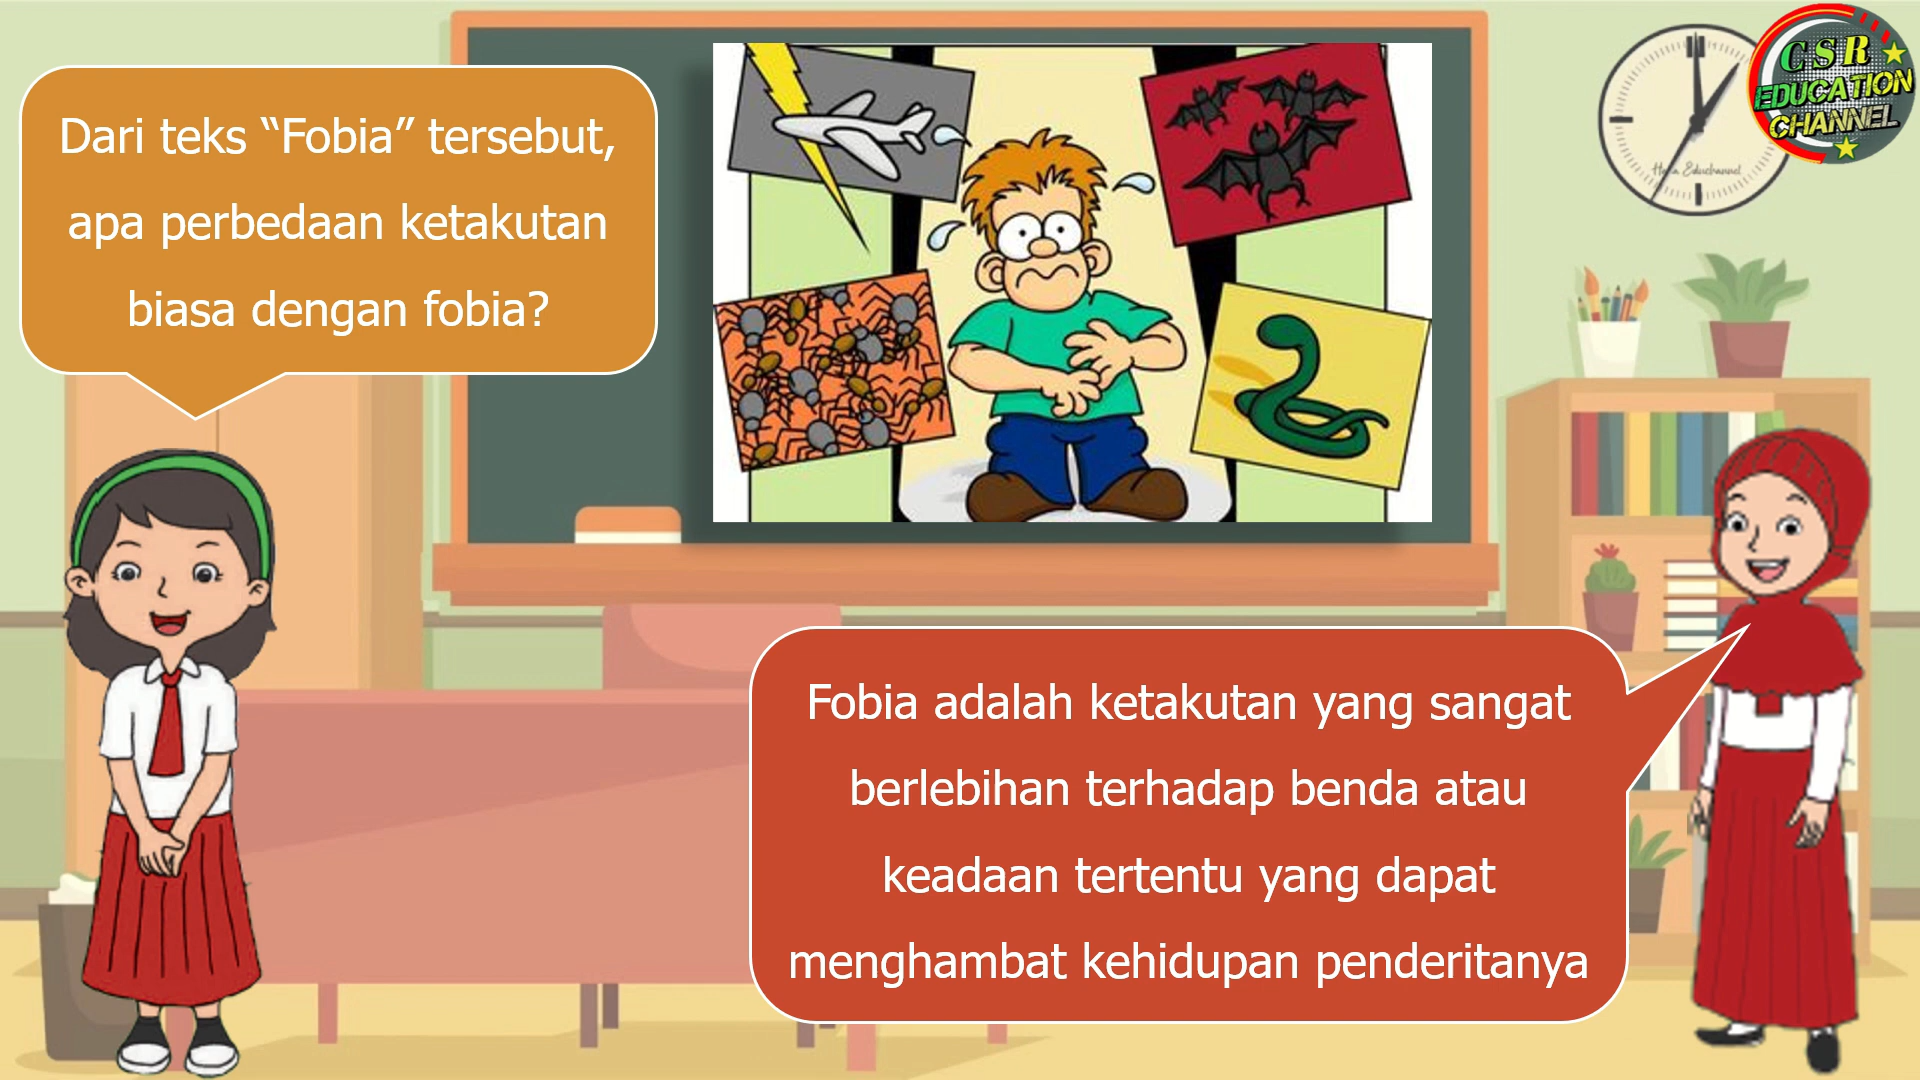 Dari teks “Fobia” tersebut,
apa perbedaan ketakutan
biasa dengan fobia?
CSR
EDUCATION
CHANNEL
Fobia adalah ketakutan yang sangat
berlebihan terhadap benda atau
keadaan tertentu yang dapat
menghambat kehidupan penderitanya